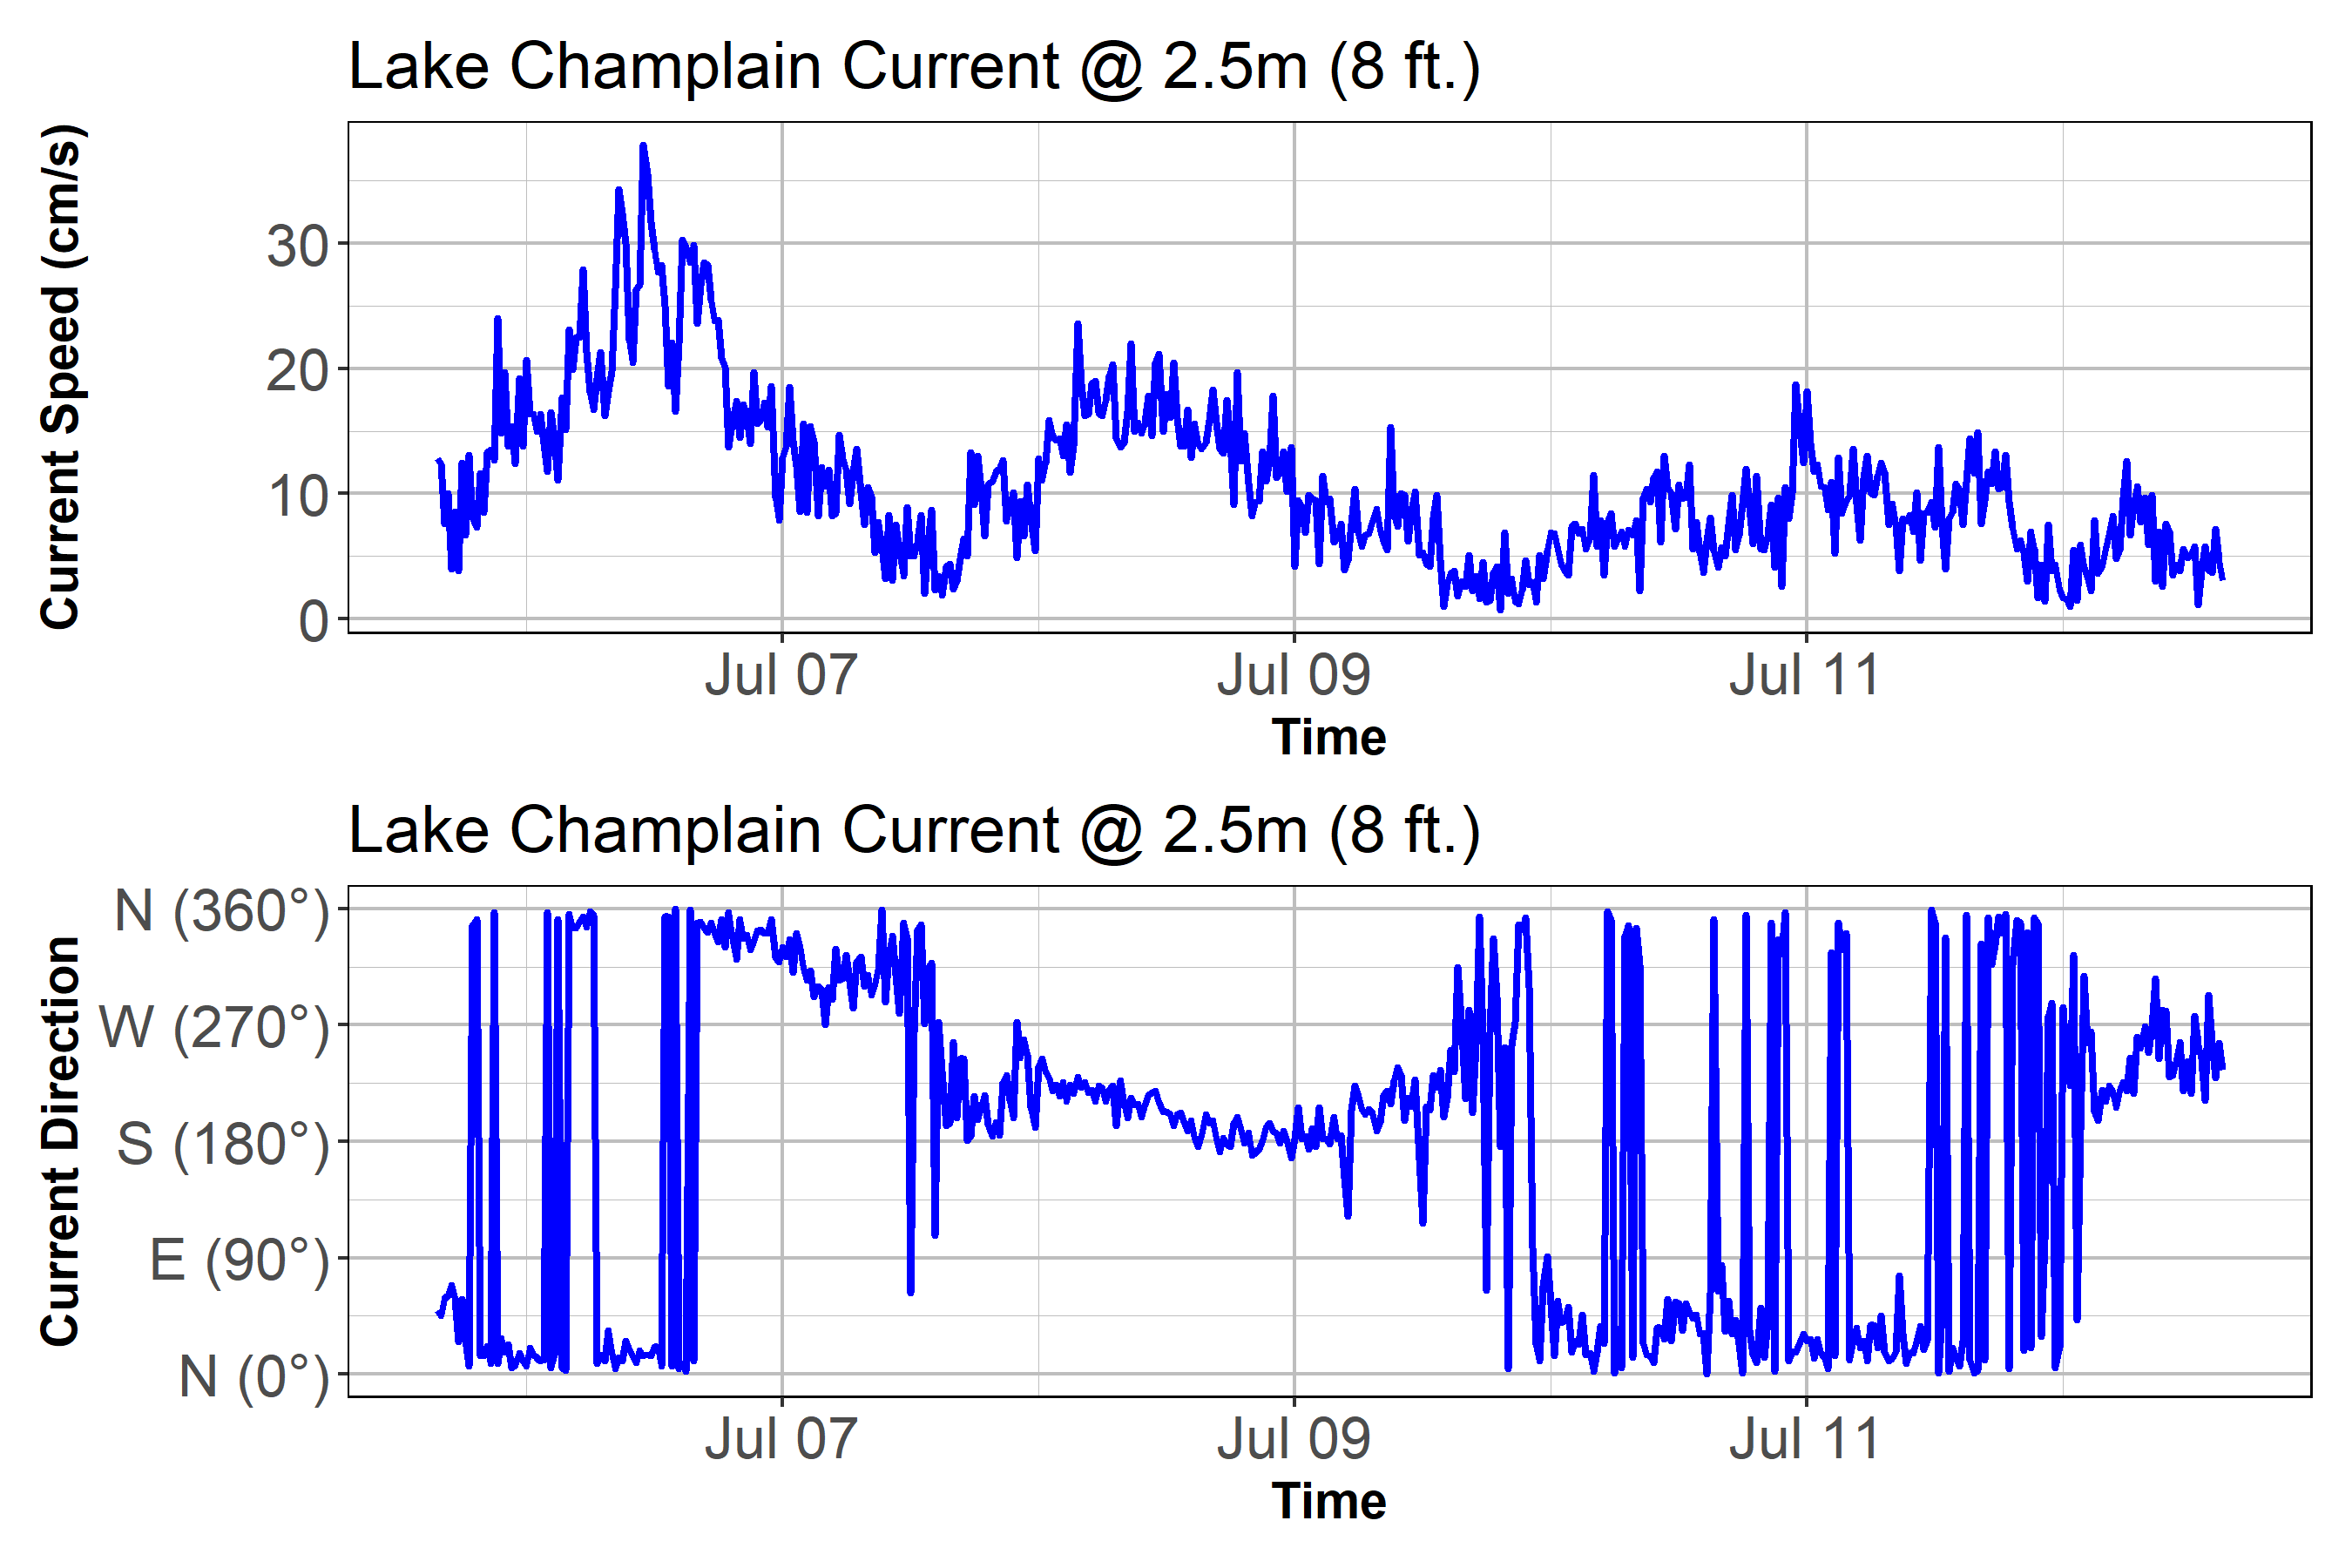 Lake Champlain Current @ 2.5m (8 ft.)
Current Speed (cm/s)
30
20
10
0
Jul 07
Jul 09
Jul 11
Time
Lake Champlain Current @ 2.5m (8 ft.)
Current Direction
N (360°)
W (270°)
S (180°)
E (90°)
N (0°)
Jul 07
Jul 09
Jul 11
Time